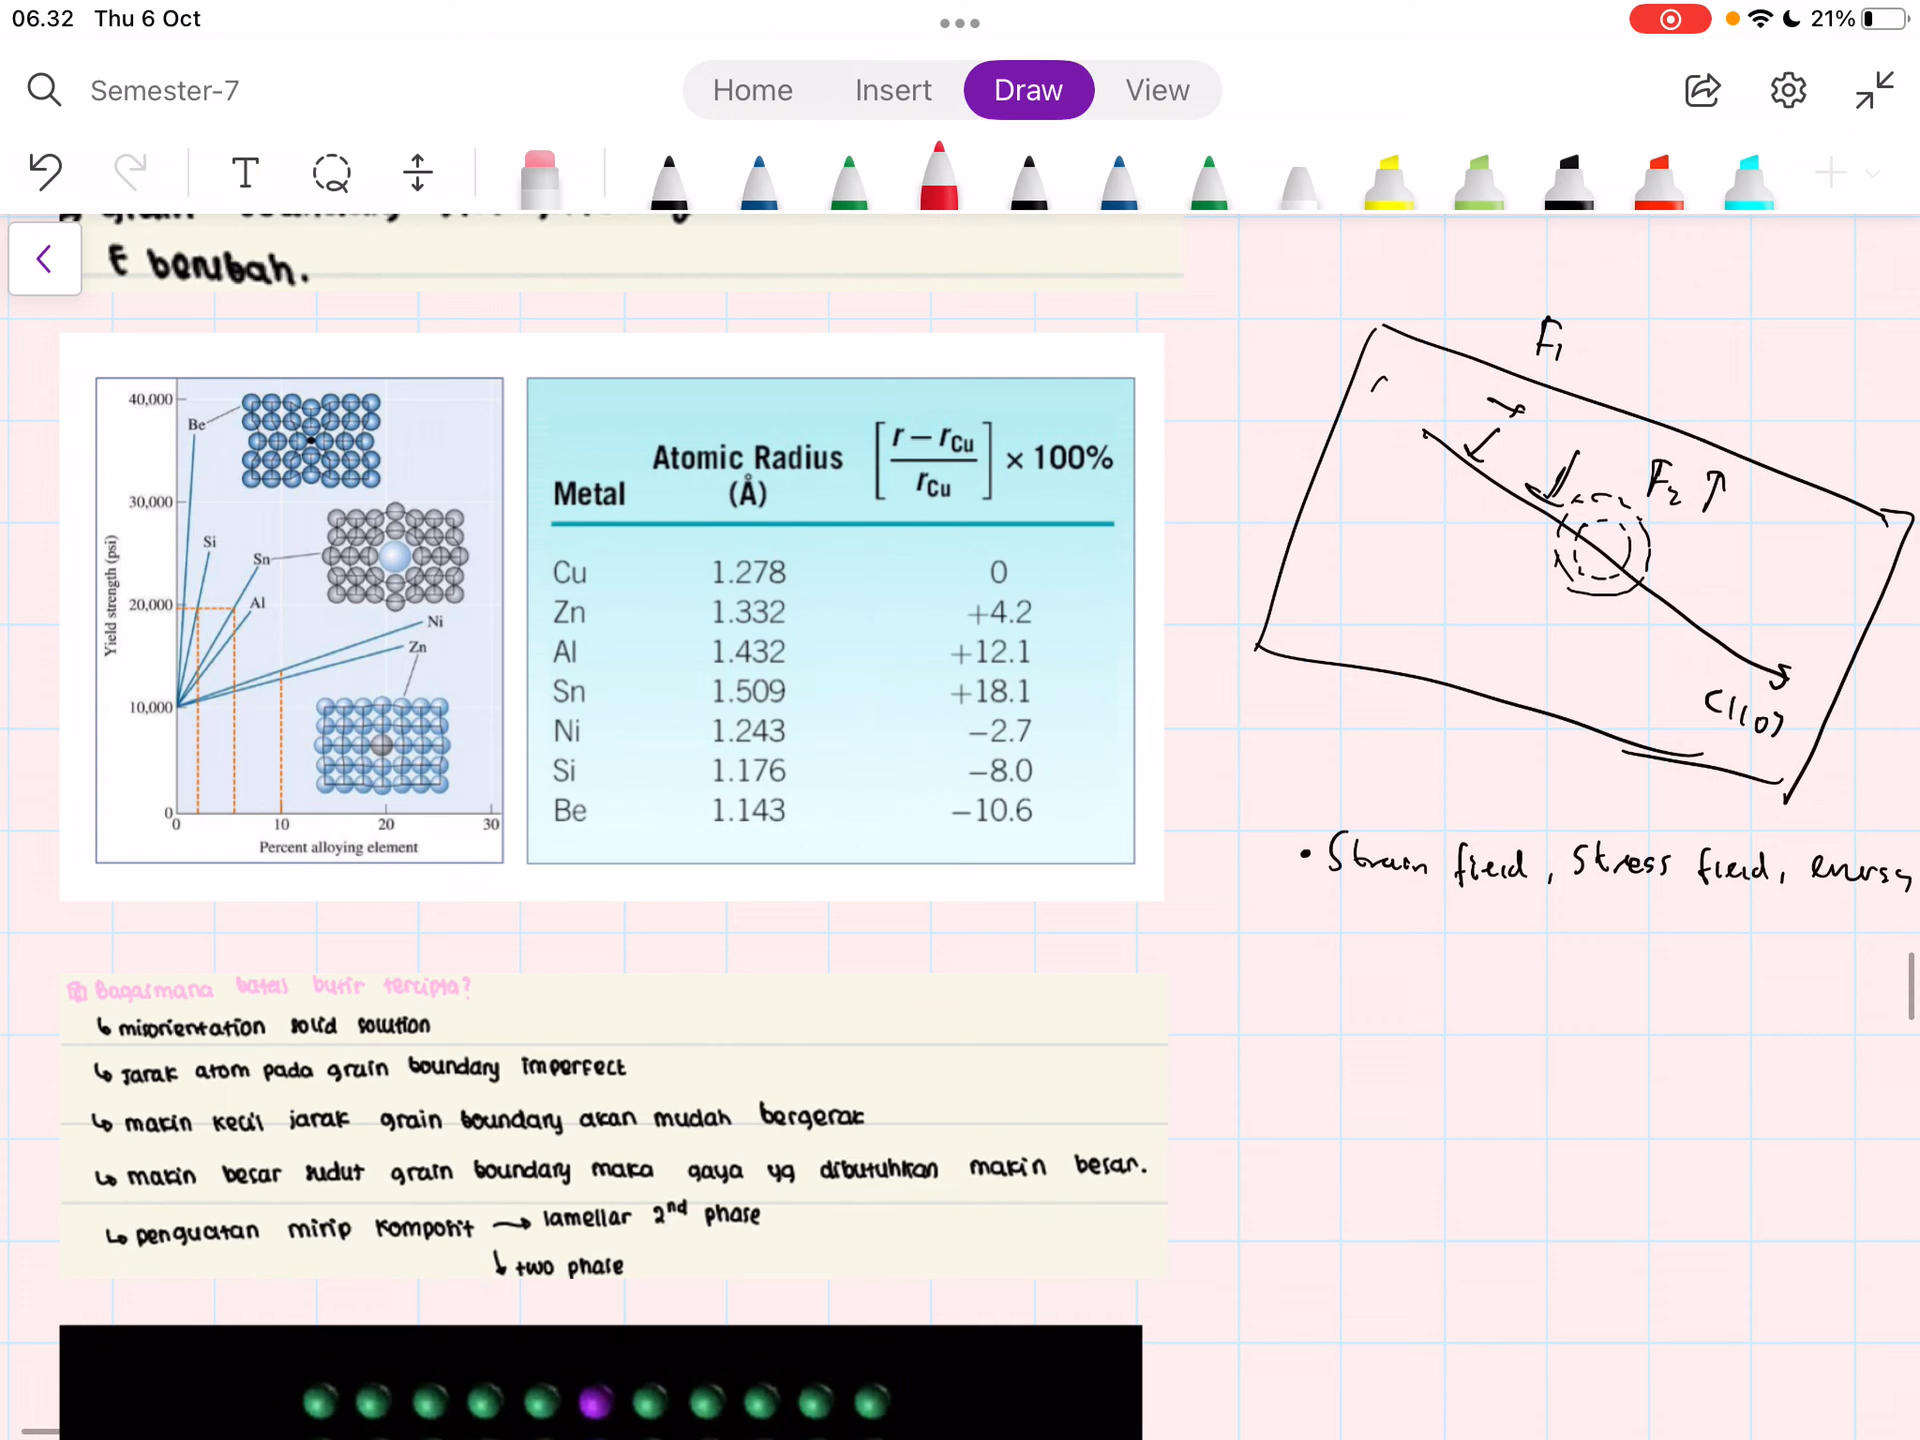 06.32 Thu 6 Oct
21%
Semester-7
Home Insert Draw View
T
E berubah.
40,000
30,000
20,000
10,000
0
0 10 20 30
Yield strength (psi)
Percent alloying element
Be
Si
Sn
Al
Ni
Zn
Metal Atomic Radius (Å) [r − rCu / rCu] × 100%
Cu 1.278 0
Zn 1.332 +4.2
Al 1.432 +12.1
Sn 1.509 +18.1
Ni 1.243 −2.7
Si 1.176 −8.0
Be 1.143 −10.6
F1
F2 ↑
C110>
• Strain field, Stress field, energy
Bagaimana batas butir tercipta?
↳ misorientation solid solution
↳ Jarak atom pada grain boundary imperfect
↳ makin kecil jarak grain boundary akan mudah bergerak
↳ makin besar sudut grain boundary maka gaya yg dibutuhkan makin besar.
↳ penguatan mirip komposit → lamellar 2nd phase
↳ two phase